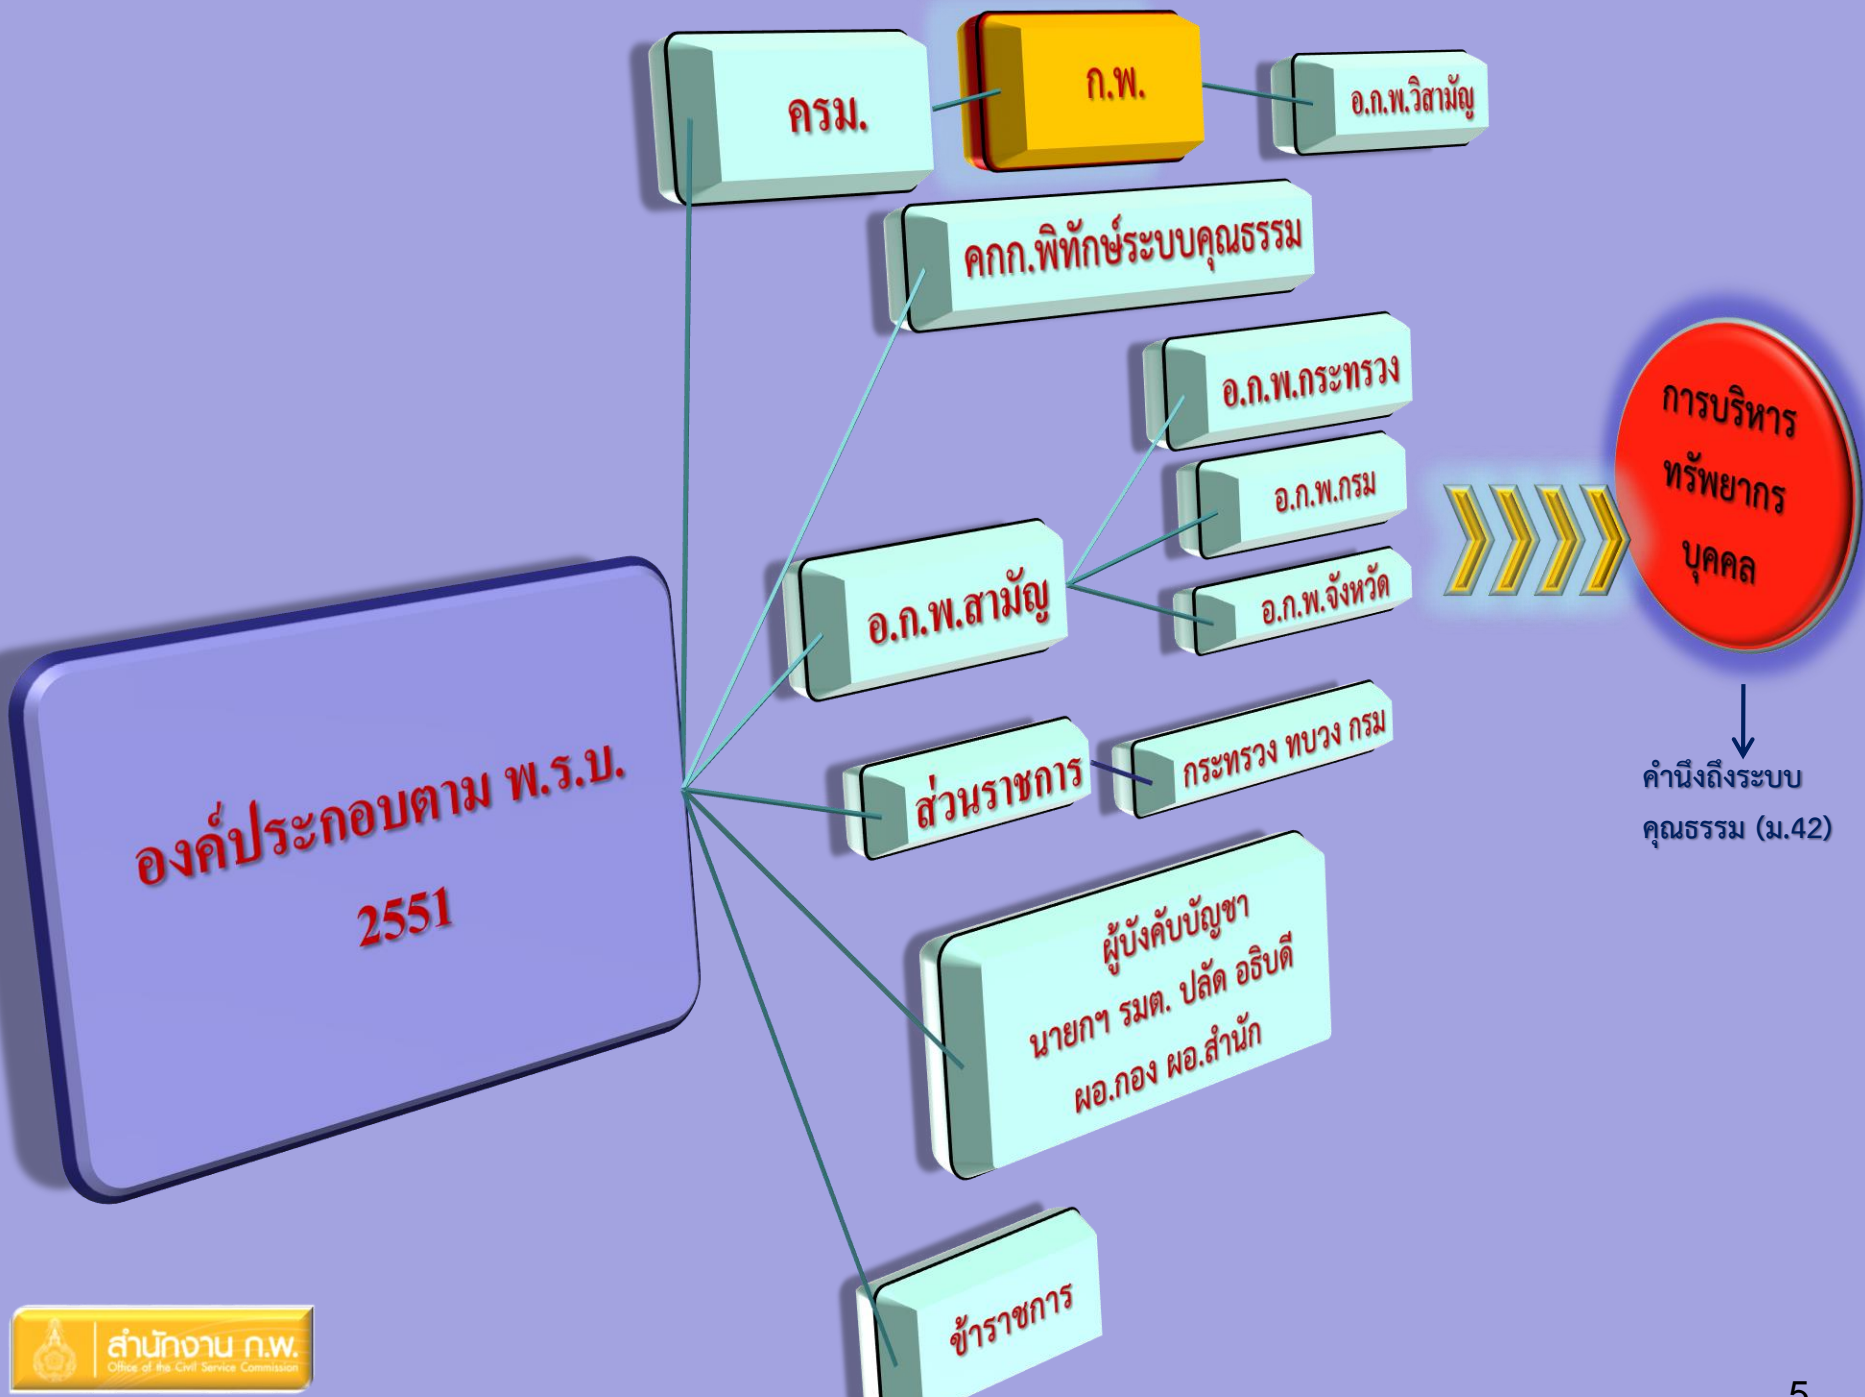 ครม.
ก.พ.
อ.ก.พ.วิสามัญ
คกก.พิทักษ์ระบบคุณธรรม
อ.ก.พ.กระทรวง
อ.ก.พ.กรม
อ.ก.พ.สามัญ
อ.ก.พ.จังหวัด
การบริหาร
ทรัพยากร
บุคคล
คำนึงถึงระบบ
คุณธรรม (ม.42)
องค์ประกอบตาม พ.ร.บ.
2551
ส่วนราชการ
กระทรวง ทบวง กรม
ผู้บังคับบัญชา
นายกฯ รมต. ปลัด อธิบดี
ผอ.กอง ผอ.สำนัก
ข้าราชการ
สำนักงาน ก.พ.
Office of the Civil Service Commission
5